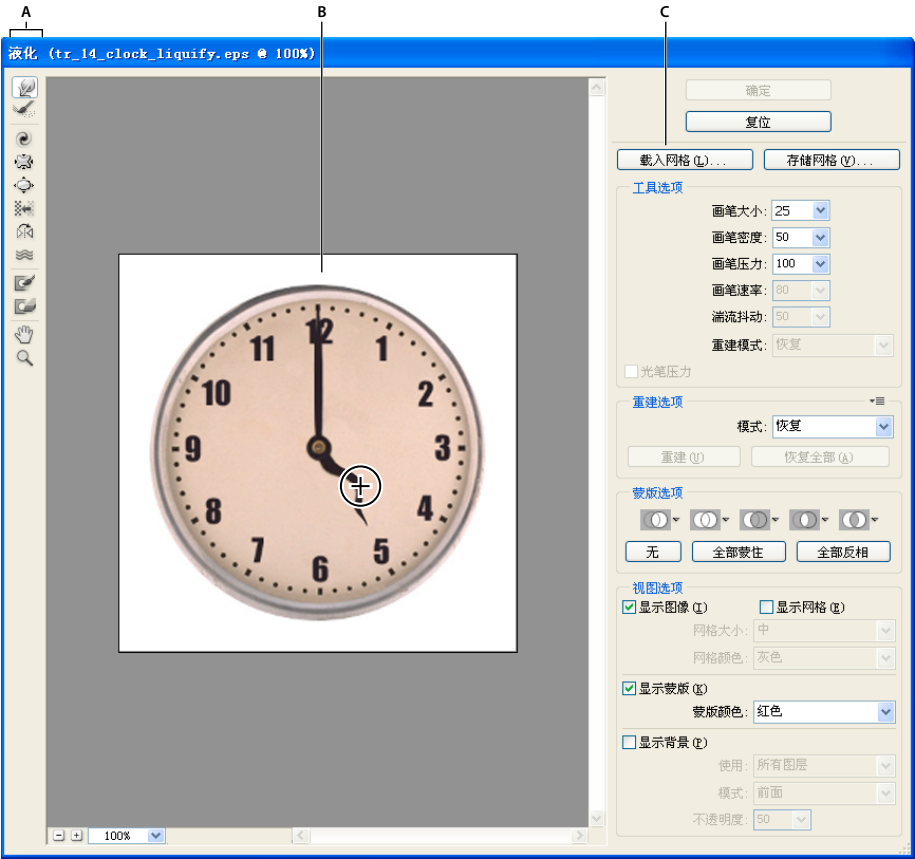 A B C
液化 (tr_14_clock_liquify.eps @ 100%)
确定
复位
载入网格(L)... 存储网格(V)...
工具选项
画笔大小: 25
画笔密度: 50
画笔压力: 100
画笔速率: 80
湍流抖动: 50
重建模式: 恢复
光笔压力
重建选项
模式: 恢复
重建(U) 恢复全部(A)
蒙版选项
无 全部蒙住 全部反相
视图选项
显示图像(I) 显示网格(E)
网格大小: 中
网格颜色: 灰色
显示蒙版(K)
蒙版颜色: 红色
显示背景(P)
使用: 所有图层
模式: 前面
不透明度: 50
12
11 1
10 2
9 3
8 4
7 5
6
100%